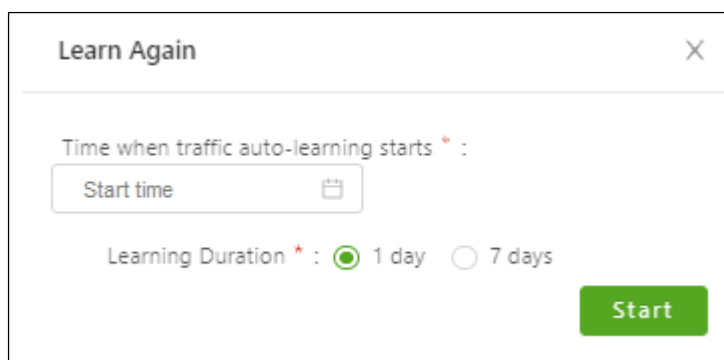 Learn Again
Time when traffic auto-learning starts * :
Start time
Learning Duration * : 1 day 7 days
Start